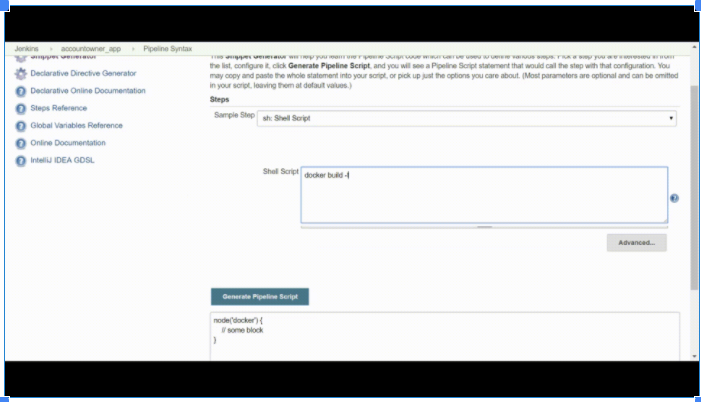 Jenkins › accountowner_app › Pipeline Syntax
Snippet Generator
Declarative Directive Generator
Declarative Online Documentation
Steps Reference
Global Variables Reference
Online Documentation
IntelliJ IDEA GDSL
This Snippet Generator will help you learn the Pipeline Script code which can be used to define various steps. Pick a step you are interested in from
the list, configure it, click Generate Pipeline Script, and you will see a Pipeline Script statement that would call the step with that configuration. You
may copy and paste the whole statement into your script, or pick up just the options you care about. (Most parameters are optional and can be omitted
in your script, leaving them at default values.)
Steps
Sample Step sh: Shell Script
Shell Script docker build -
Advanced...
Generate Pipeline Script
node('docker') {
// some block
}